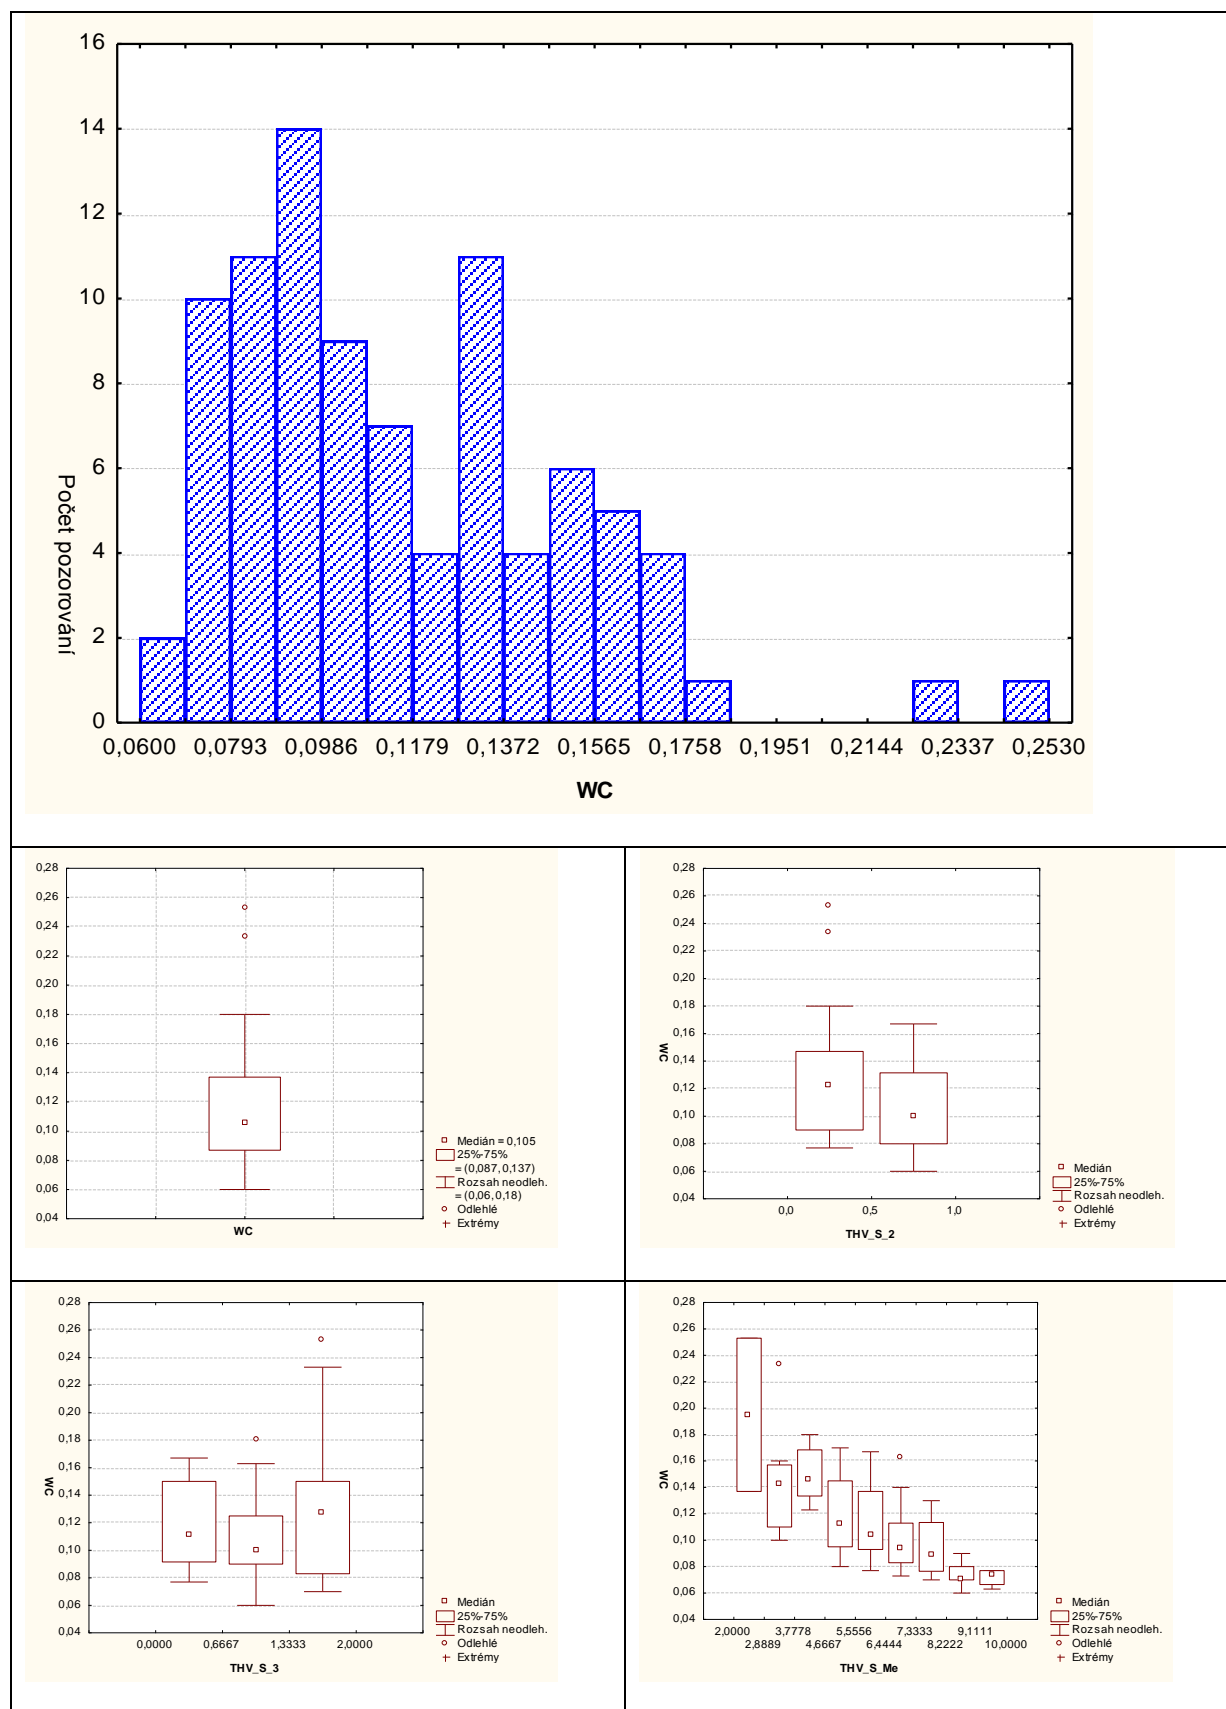 16
14
12
10
8
6
4
2
0
Počet pozorování
0,0600 0,0793 0,0986 0,1179 0,1372 0,1565 0,1758 0,1951 0,2144 0,2337 0,2530
WC
0,28
0,26
0,24
0,22
0,20
0,18
0,16
0,14
0,12
0,10
0,08
0,06
0,04
WC
Medián = 0,105
25%-75%
= (0,087, 0,137)
Rozsah neodleh.
= (0,06, 0,18)
Odlehlé
Extrémy
0,28
0,26
0,24
0,22
0,20
0,18
0,16
0,14
0,12
0,10
0,08
0,06
0,04
WC
0,0 0,5 1,0
THV_S_2
Medián
25%-75%
Rozsah neodleh.
Odlehlé
Extrémy
0,28
0,26
0,24
0,22
0,20
0,18
0,16
0,14
0,12
0,10
0,08
0,06
0,04
WC
0,0000 0,6667 1,3333 2,0000
THV_S_3
Medián
25%-75%
Rozsah neodleh.
Odlehlé
Extrémy
0,28
0,26
0,24
0,22
0,20
0,18
0,16
0,14
0,12
0,10
0,08
0,06
0,04
WC
2,0000 3,7778 5,5556 7,3333 9,1111
2,8889 4,6667 6,4444 8,2222 10,0000
THV_S_Me
Medián
25%-75%
Rozsah neodleh.
Odlehlé
Extrémy